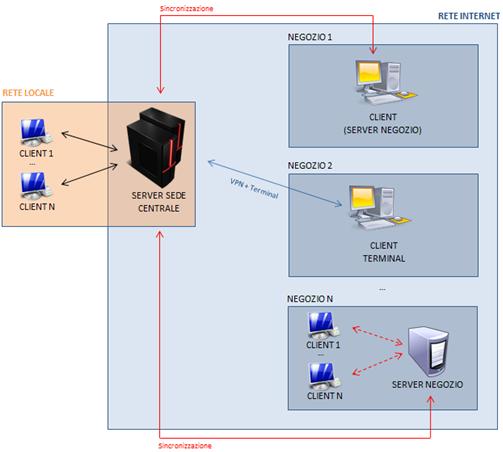 Sincronizzazione
RETE INTERNET
NEGOZIO 1
CLIENT
(SERVER NEGOZIO)
RETE LOCALE
CLIENT 1
...
CLIENT N
SERVER SEDE
CENTRALE
VPN + Terminal
NEGOZIO 2
CLIENT
TERMINAL
...
NEGOZIO N
CLIENT 1
...
CLIENT N
SERVER NEGOZIO
Sincronizzazione